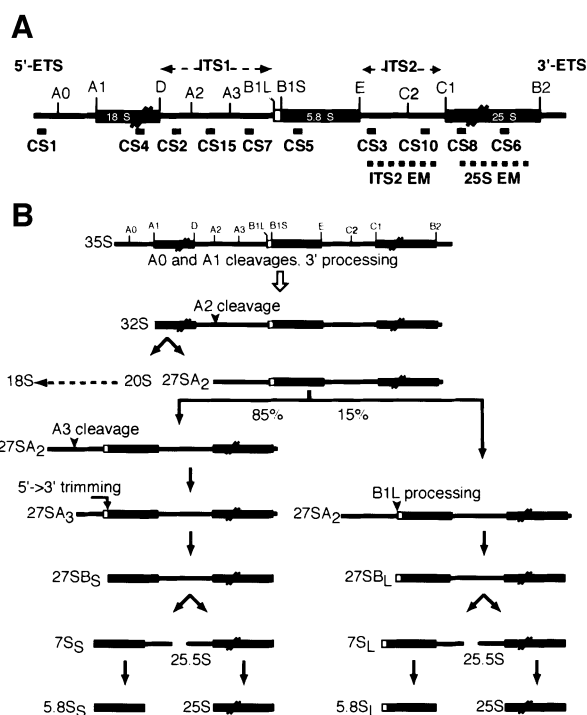 A
5'-ETS ITS1 ITS2 3'-ETS
A0 A1 D A2 A3 B1L B1S E C2 C1 B2
18 S 5.8 S 25 S
CS1 CS4 CS2 CS15 CS7 CS5 CS3 CS10 CS8 CS6
ITS2 EM 25S EM
B
A0 A1 D A2 A3 B1L B1S E C2 C1 B2
35S
A0 and A1 cleavages, 3' processing
A2 cleavage
32S
18S 20S 27SA2
85% 15%
A3 cleavage
27SA2
5'->3' trimming
27SA3
B1L processing
27SA2
27SBS 27SBL
7SS 25.5S 7SL 25.5S
5.8SS 25S 5.8SL 25S